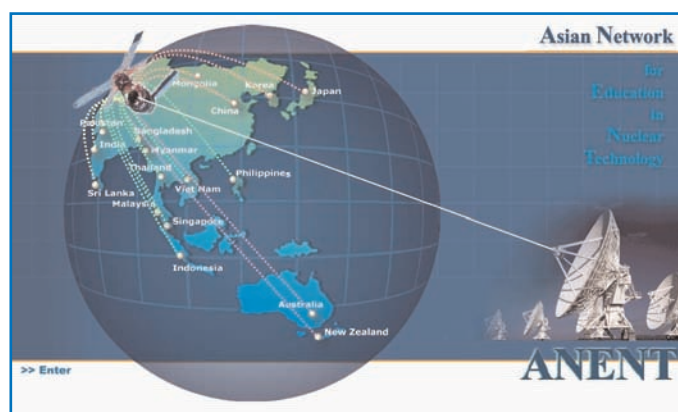 Asian Network
for
Education
in
Nuclear
Technology
Mongolia
Korea
Japan
China
Pakistan
Bangladesh
India
Myanmar
Thailand
Philippines
Sri Lanka
Viet Nam
Malaysia
Singapore
Indonesia
Australia
New Zealand
>> Enter
ANENT